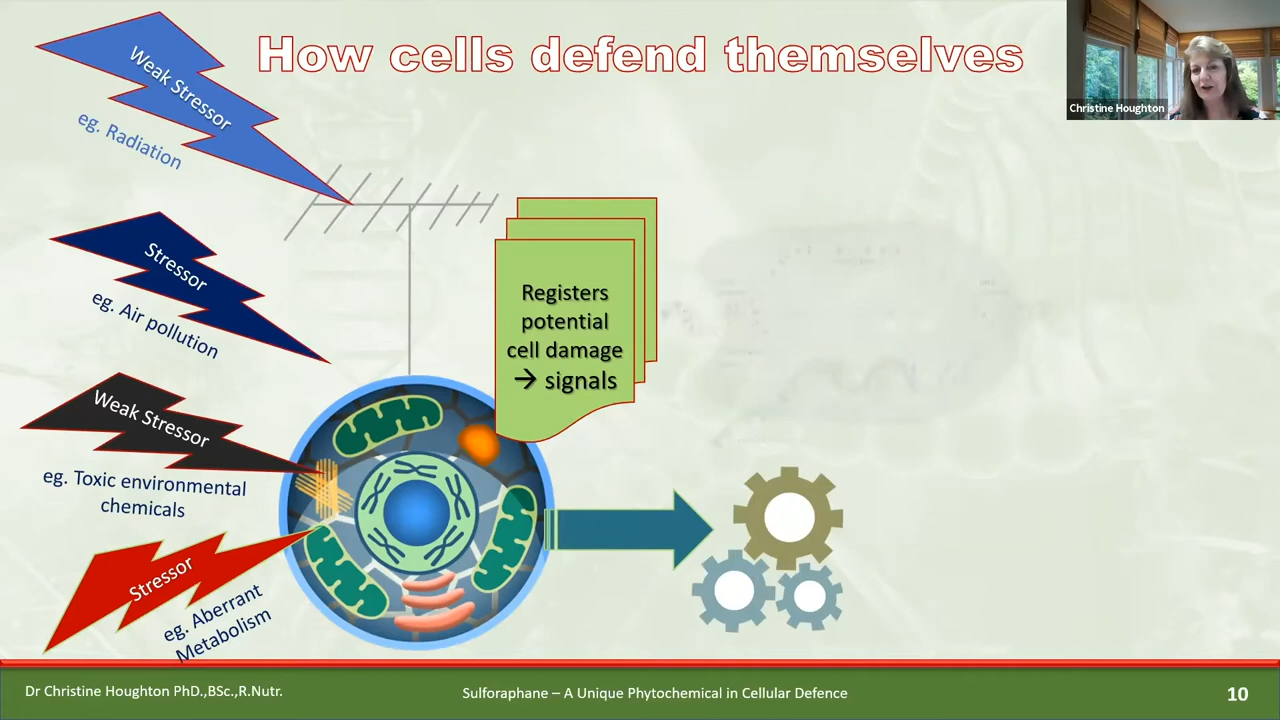 How cells defend themselves
Christine Houghton
Weak Stressor
eg. Radiation
Stressor
eg. Air pollution
Weak Stressor
eg. Toxic environmental
chemicals
Stressor
eg. Aberrant
Metabolism
Registers
potential
cell damage
→ signals
Dr Christine Houghton PhD.,BSc.,R.Nutr.
Sulforaphane – A Unique Phytochemical in Cellular Defence
10